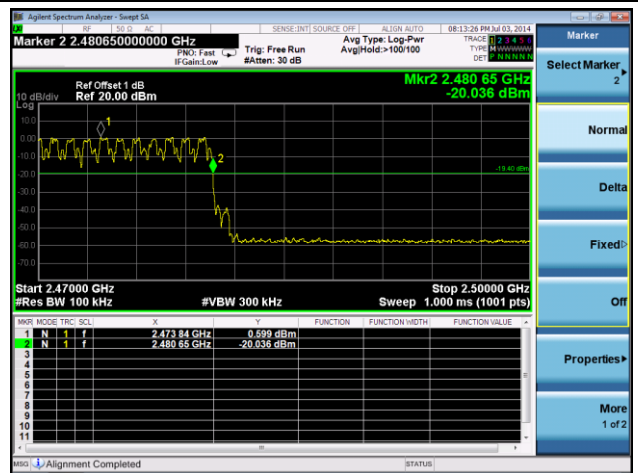 Agilent Spectrum Analyzer - Swept SA
RF 50 Ω AC SENSE:INT SOURCE OFF ALIGN AUTO 08:13:26 PM Jul 03, 2014
Marker 2 2.480650000000 GHz
Avg Type: Log-Pwr
TRACE 1 2 3 4 5 6
PNO: Fast
Trig: Free Run
Avg|Hold:>100/100
TYPE M WWWWW
IFGain:Low
#Atten: 30 dB
DET P N N N N N
Ref Offset 1 dB
Mkr2 2.480 65 GHz
10 dB/div Ref 20.00 dBm
-20.036 dBm
Log
10.0
1
0.00
-10.0
2
-19.40 dBm
-20.0
-30.0
-40.0
-50.0
-60.0
-70.0
Start 2.47000 GHz
Stop 2.50000 GHz
#Res BW 100 kHz
#VBW 300 kHz
Sweep 1.000 ms (1001 pts)
MKR MODE TRC SCL X Y FUNCTION FUNCTION WIDTH FUNCTION VALUE
1 N 1 f 2.473 84 GHz 0.599 dBm
2 N 1 f 2.480 65 GHz -20.036 dBm
3
4
5
6
7
8
9
10
11
MSG Alignment Completed
STATUS
Marker
Select Marker
2
Normal
Delta
Fixed
Off
Properties
More
1 of 2